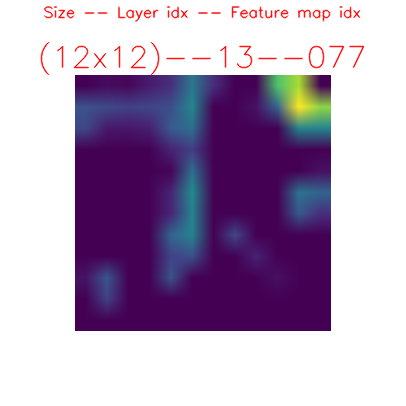 Size -- Layer idx -- Feature map idx
(12x12)--13--077